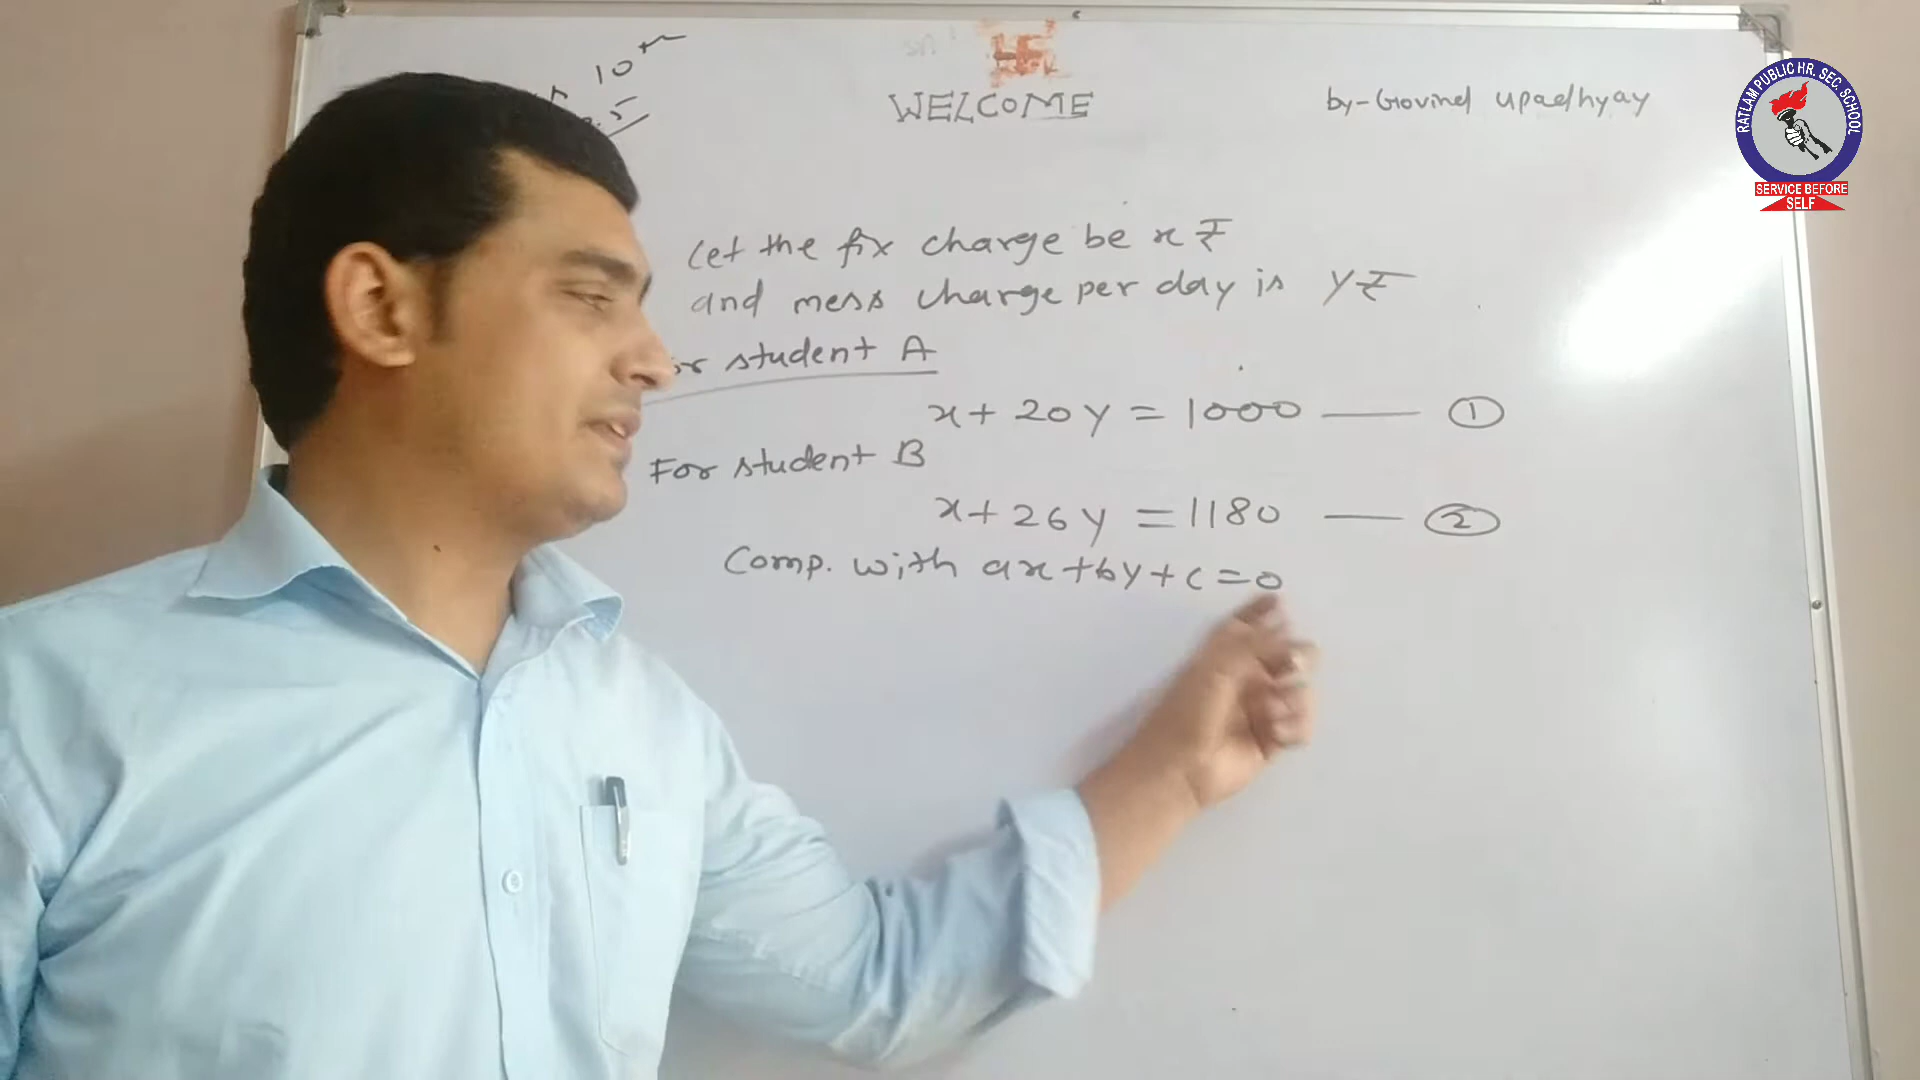 10
WELCOME
by-Govind Upadhyay
RATLAM PUBLIC HR. SEC. SCHOOL
SERVICE BEFORE
SELF
Let the fix charge be x ₹
and mess charge per day is y ₹
student A
x + 20y = 1000 —— ①
For student B
x + 26y = 1180 —— ②
Comp. with ax + by + c = 0